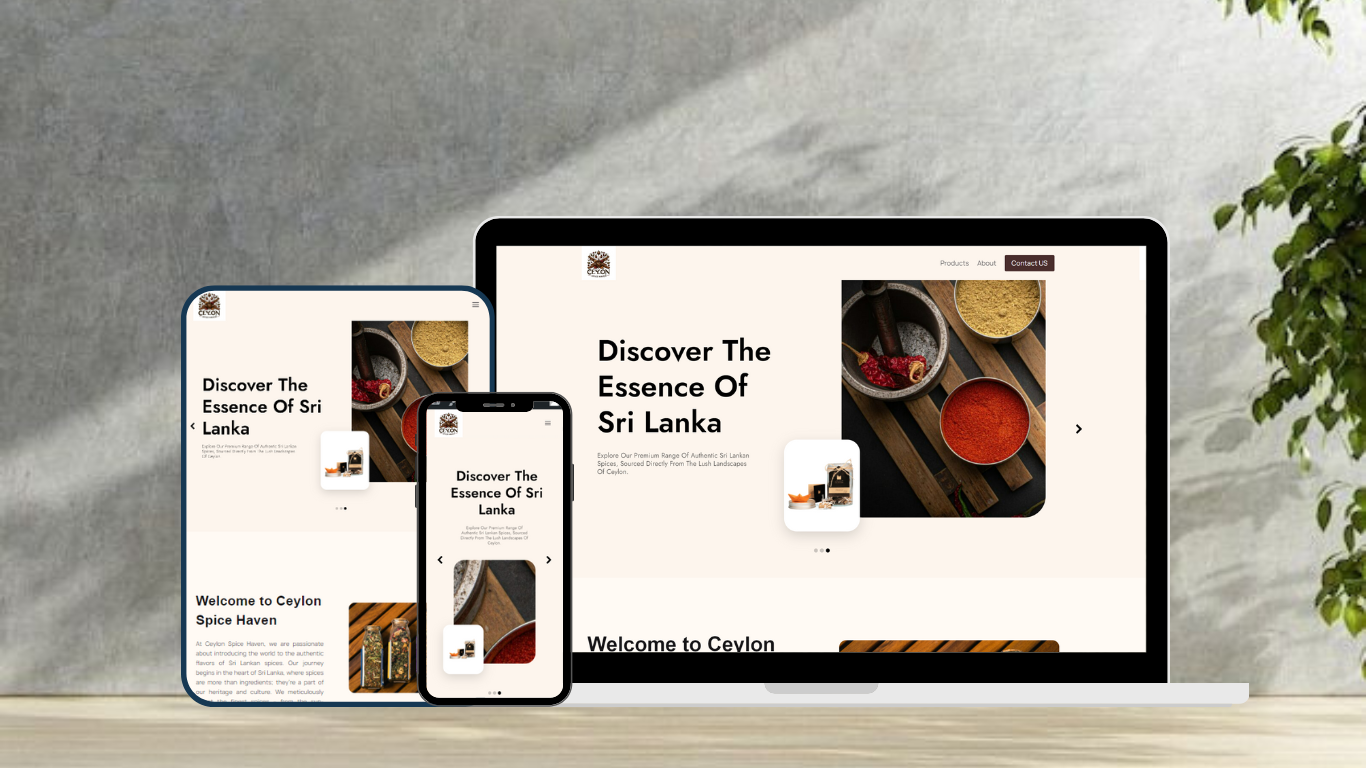 CEYLON
Products About Contact US
Discover The
Essence Of
Sri Lanka
Explore Our Premium Range Of Authentic Sri Lankan
Spices, Sourced Directly From The Lush Landscapes
Of Ceylon.
Welcome to Ceylon
CEYLON
Discover The
Essence Of Sri
Lanka
Explore Our Premium Range Of Authentic Sri Lankan
Spices, Sourced Directly From The Lush Landscapes
Of Ceylon.
Welcome to Ceylon
Spice Haven
At Ceylon Spice Haven, we are passionate
about introducing the world to the authentic
flavors of Sri Lankan spices. Our journey
begins in the heart of Sri Lanka, where spices
are more than ingredients; they're a part of
our heritage and culture. We meticulously
CEYLON
Discover The
Essence Of Sri
Lanka
Explore Our Premium Range Of
Authentic Sri Lankan Spices, Sourced
Directly From The Lush Landscapes Of
Ceylon.